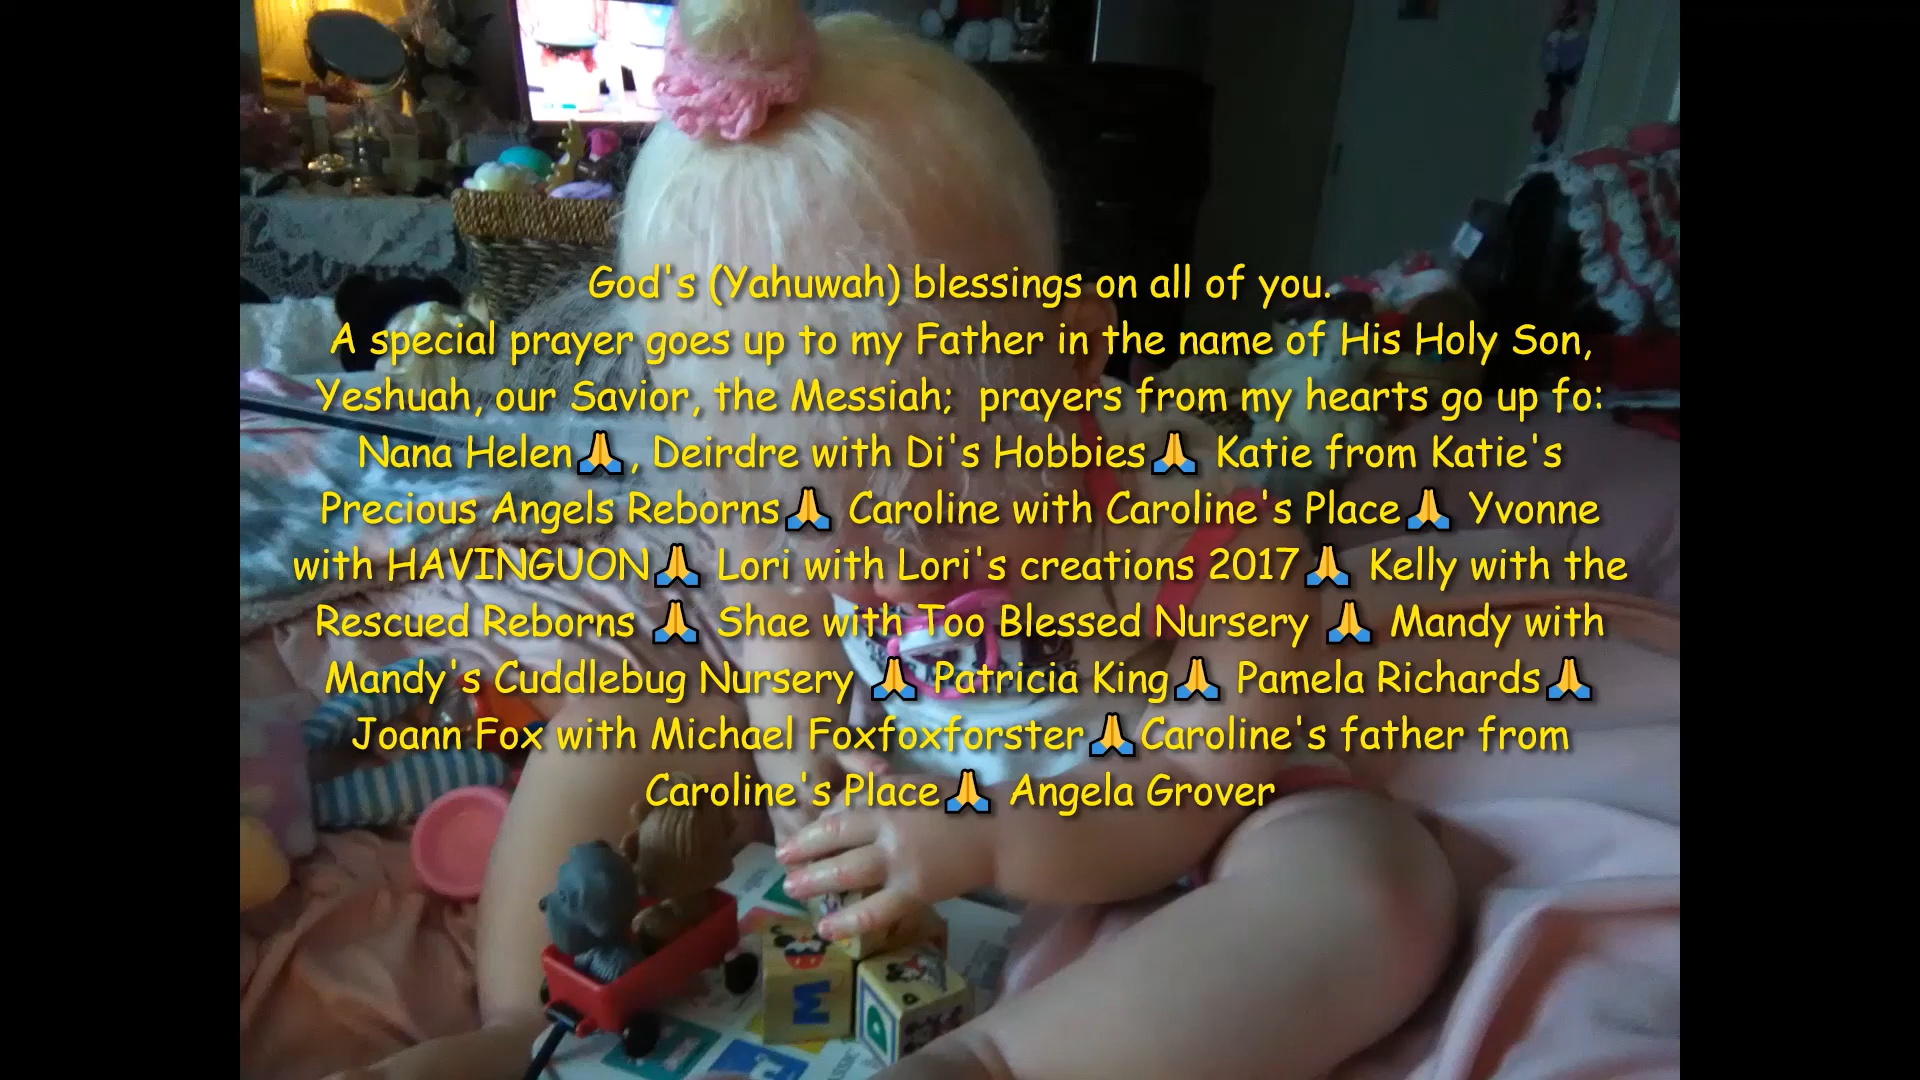 God's (Yahuwah) blessings on all of you.
A special prayer goes up to my Father in the name of His Holy Son,
Yeshuah, our Savior, the Messiah;  prayers from my hearts go up fo:
Nana Helen🙏, Deirdre with Di's Hobbies🙏 Katie from Katie's
Precious Angels Reborns🙏 Caroline with Caroline's Place🙏 Yvonne
with HAVINGUON🙏 Lori with Lori's creations 2017🙏 Kelly with the
Rescued Reborns 🙏 Shae with Too Blessed Nursery 🙏 Mandy with
Mandy's Cuddlebug Nursery 🙏 Patricia King🙏 Pamela Richards🙏
Joann Fox with Michael Foxfoxforster🙏Caroline's father from
Caroline's Place🙏 Angela Grover
M